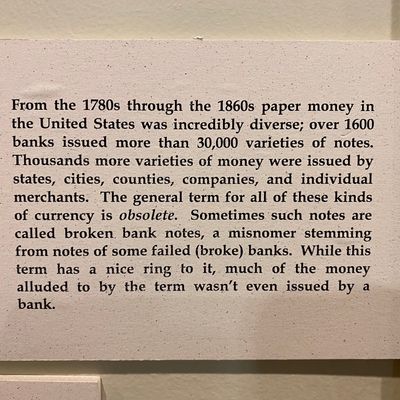 From the 1780s through the 1860s paper money in
the United States was incredibly diverse; over 1600
banks issued more than 30,000 varieties of notes.
Thousands more varieties of money were issued by
states, cities, counties, companies, and individual
merchants. The general term for all of these kinds
of currency is obsolete. Sometimes such notes are
called broken bank notes, a misnomer stemming
from notes of some failed (broke) banks. While this
term has a nice ring to it, much of the money
alluded to by the term wasn't even issued by a
bank.